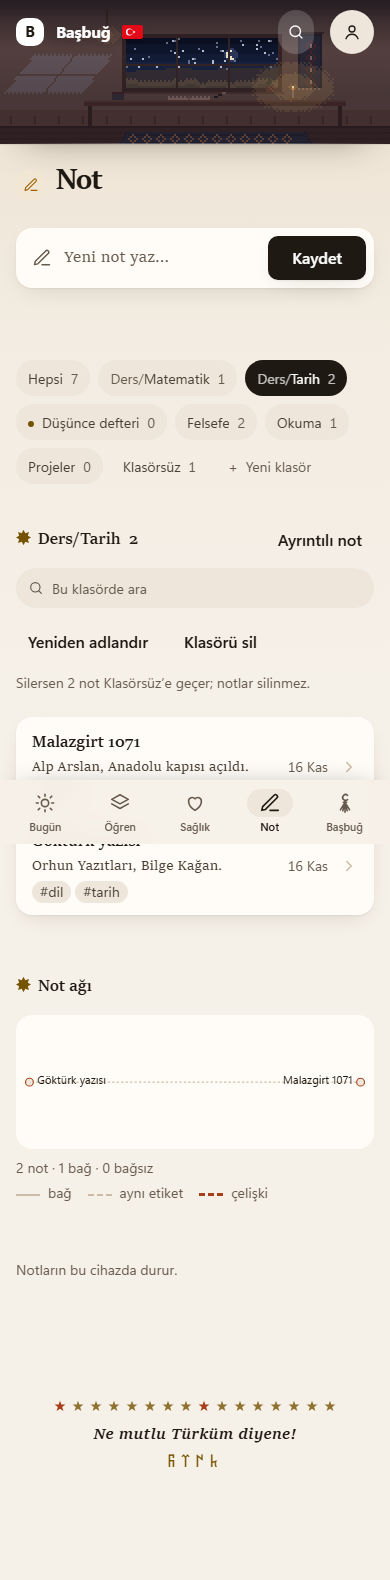 B Başbuğ
Not
Yeni not yaz...
Kaydet
Hepsi 7
Ders/Matematik 1
Ders/Tarih 2
Düşünce defteri 0
Felsefe 2
Okuma 1
Projeler 0
Klasörsüz 1
+ Yeni klasör
Ders/Tarih 2
Ayrıntılı not
Bu klasörde ara
Yeniden adlandır
Klasörü sil
Silersen 2 not Klasörsüz'e geçer; notlar silinmez.
Malazgirt 1071
Alp Arslan, Anadolu kapısı açıldı.
16 Kas
Bugün
Öğren
Sağlık
Not
Başbuğ
Göktürk yazısı
Orhun Yazıtları, Bilge Kağan.
16 Kas
#dil #tarih
Not ağı
Göktürk yazısı
Malazgirt 1071
2 not · 1 bağ · 0 bağsız
bağ
aynı etiket
çelişki
Notların bu cihazda durur.
Ne mutlu Türküm diyene!